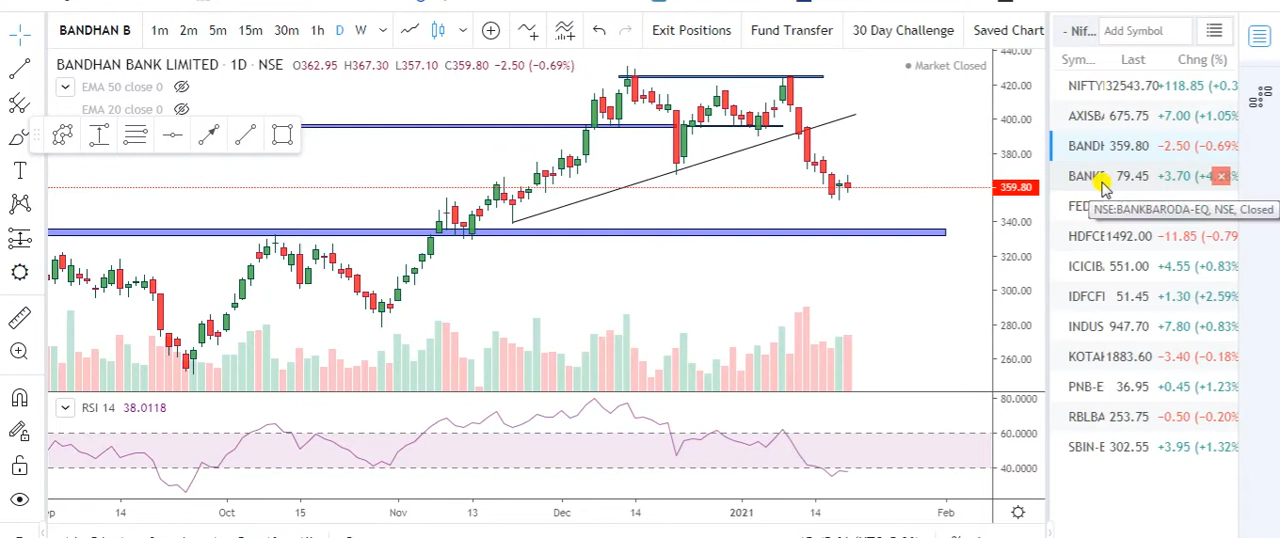 BANDHAN B 1m 2m 5m 15m 30m 1h D W Exit Positions Fund Transfer 30 Day Challenge Saved Chart - Nif... Add Symbol
BANDHAN BANK LIMITED · 1D · NSE O362.95 H367.30 L357.10 C359.80 -2.50 (-0.69%) Market Closed
EMA 50 close 0
EMA 20 close 0
440.00
420.00
400.00
380.00
359.80
340.00
320.00
300.00
280.00
260.00
RSI 14 38.0118
80.0000
60.0000
40.0000
14 Oct 15 Nov 13 Dec 14 2021 14 Feb
Sym... Last Chng (%)
NIFTY 32543.70 +118.85 (+0.3
AXISBA 675.75 +7.00 (+1.05%
BANDH 359.80 −2.50 (−0.69%
BANK 79.45 +3.70 (+4
FED
NSE:BANKBARODA-EQ, NSE, Closed
HDFCB 1492.00 −11.85 (−0.79
ICICIB. 551.00 +4.55 (+0.83%
IDFCFI 51.45 +1.30 (+2.59%
INDUS 947.70 +7.80 (+0.83%
KOTAK 1883.60 −3.40 (−0.18%
PNB-E 36.95 +0.45 (+1.23%
RBLBA 253.75 −0.50 (−0.20%
SBIN-E 302.55 +3.95 (+1.32%